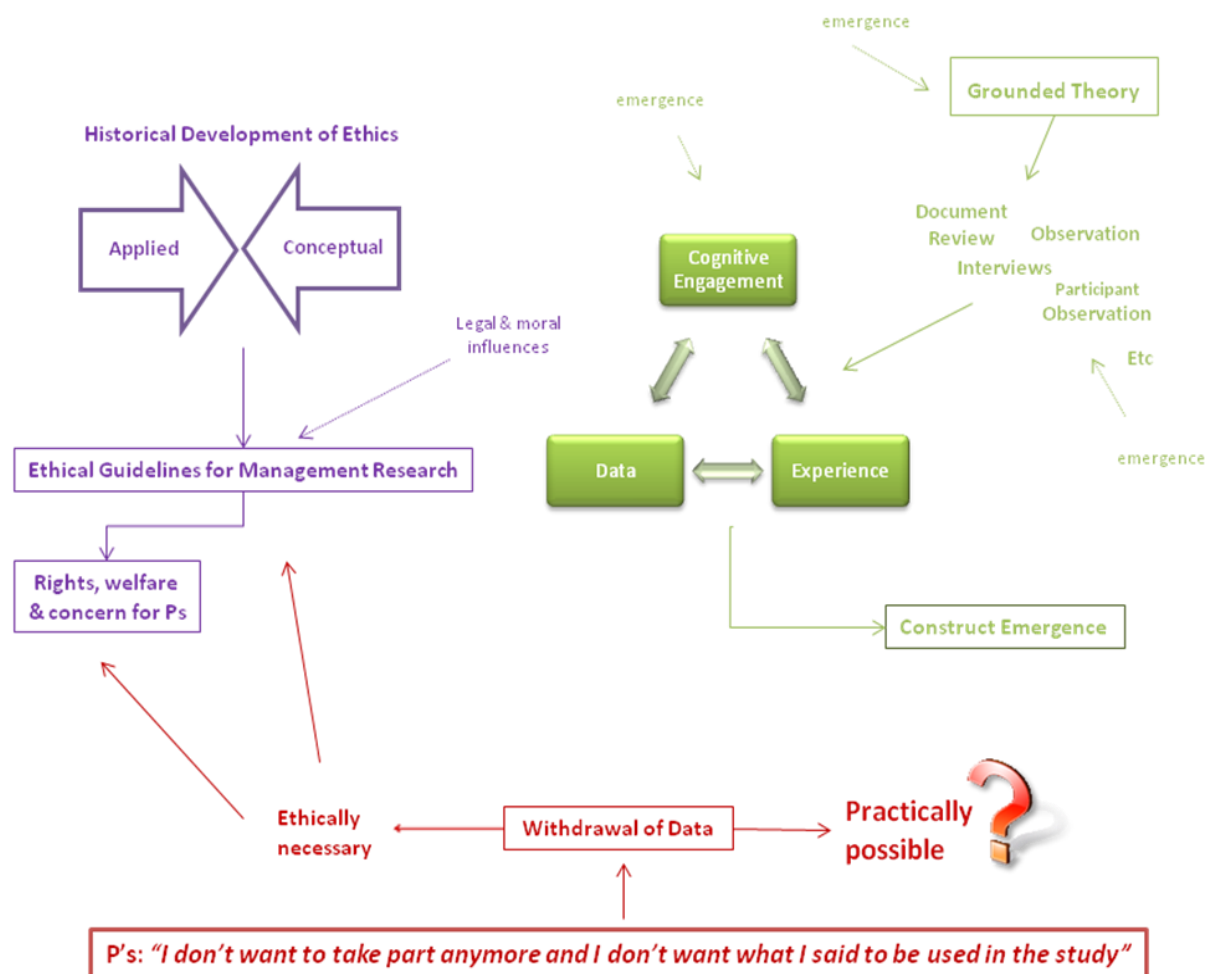 emergence
Grounded Theory
emergence
Historical Development of Ethics
Applied
Conceptual
Document
Review
Observation
Interviews
Participant
Observation
Etc
emergence
Cognitive
Engagement
Legal & moral
influences
Data
Experience
Ethical Guidelines for Management Research
Rights, welfare
& concern for Ps
Construct Emergence
Ethically
necessary
Withdrawal of Data
Practically
possible
?
P's: “I don’t want to take part anymore and I don’t want what I said to be used in the study”